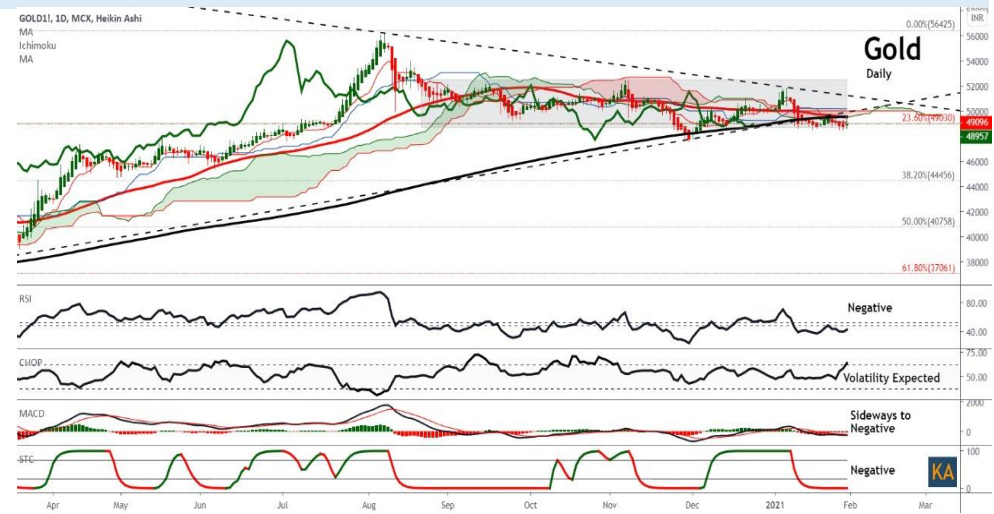 GOLD1!, 1D, MCX, Heikin Ashi
MA
Ichimoku
MA
INR
Gold
Daily
0.00%(56425)
23.60%(49030)
38.20%(44456)
50.00%(40758)
61.80%(37061)
56000
54000
52000
50000
49096
48957
46000
44000
42000
40000
38000
RSI
Negative
80.00
40.00
CHOP
Volatility Expected
75.00
50.00
MACD
Sideways to
Negative
2000
0
STC
Negative
KA
100
0
Apr May Jun Jul Aug Sep Oct Nov Dec 2021 Feb Mar